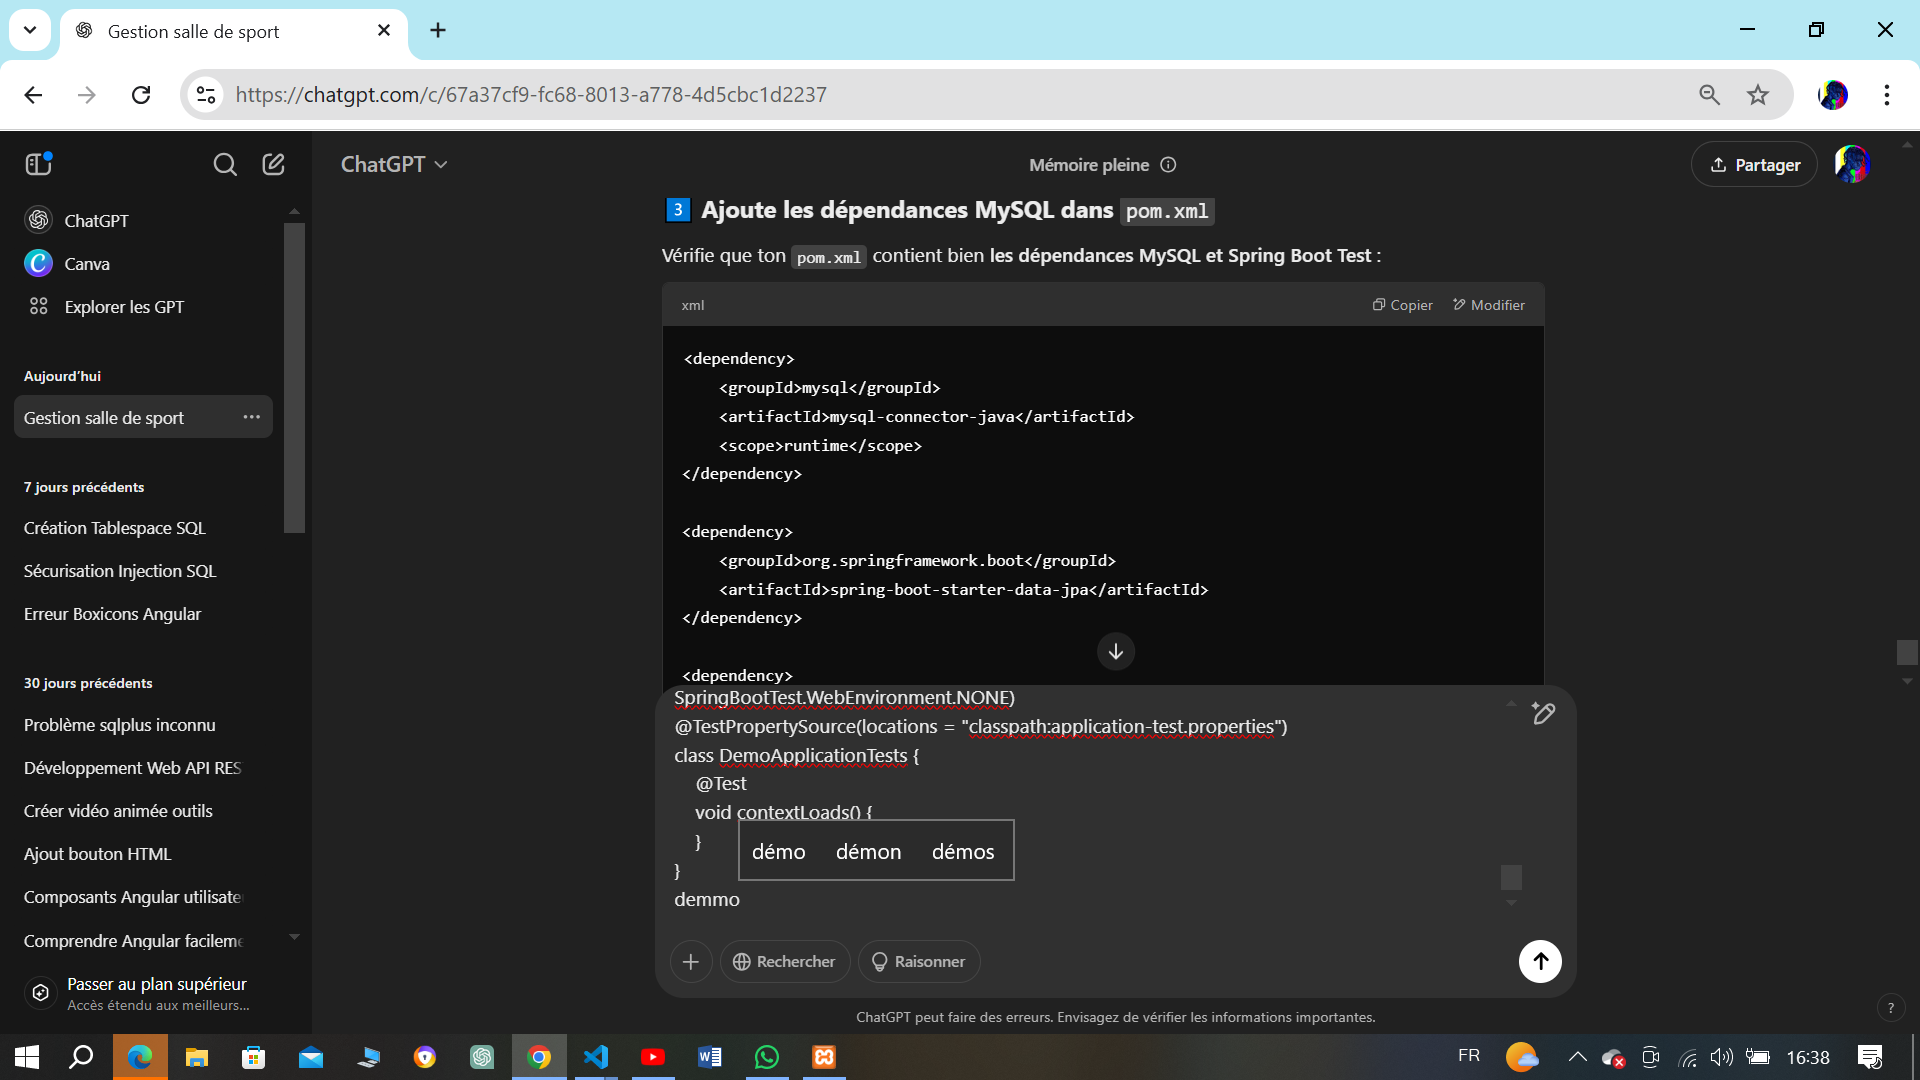 Gestion salle de sport
https://chatgpt.com/c/67a37cf9-fc68-8013-a778-4d5cbc1d2237
ChatGPT
Canva
Explorer les GPT
Aujourd'hui
Gestion salle de sport
7 jours précédents
Création Tablespace SQL
Sécurisation Injection SQL
Erreur Boxicons Angular
30 jours précédents
Problème sqlplus inconnu
Développement Web API RES
Créer vidéo animée outils
Ajout bouton HTML
Composants Angular utilisate
Comprendre Angular facileme
Passer au plan supérieur
Accès étendu aux meilleurs...
ChatGPT
Mémoire pleine
Partager
3 Ajoute les dépendances MySQL dans pom.xml
Vérifie que ton pom.xml contient bien les dépendances MySQL et Spring Boot Test :
xml
Copier
Modifier
<dependency>
<groupId>mysql</groupId>
<artifactId>mysql-connector-java</artifactId>
<scope>runtime</scope>
</dependency>
<dependency>
<groupId>org.springframework.boot</groupId>
<artifactId>spring-boot-starter-data-jpa</artifactId>
</dependency>
<dependency>
SpringBootTest.WebEnvironment.NONE)
@TestPropertySource(locations = "classpath:application-test.properties")
class DemoApplicationTests {
@Test
void contextLoads() {
}
démo démon démos
}
demmo
Rechercher
Raisonner
ChatGPT peut faire des erreurs. Envisagez de vérifier les informations importantes.
?
FR
16:38